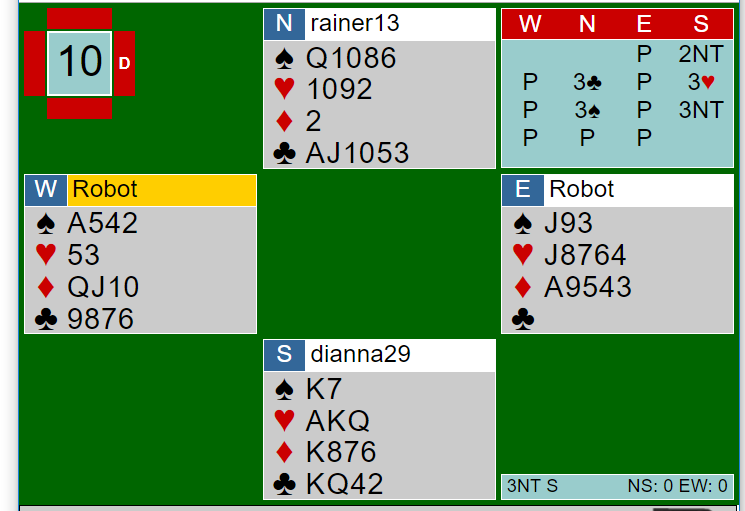 10 D
N rainer13
♠ Q1086
♥ 1092
♦ 2
♣ AJ1053
W N E S
P 2NT
P 3♣ P 3♥
P 3♠ P 3NT
P P P
W Robot
♠ A542
♥ 53
♦ QJ10
♣ 9876
E Robot
♠ J93
♥ J8764
♦ A9543
♣
S dianna29
♠ K7
♥ AKQ
♦ K876
♣ KQ42
3NT S NS: 0 EW: 0